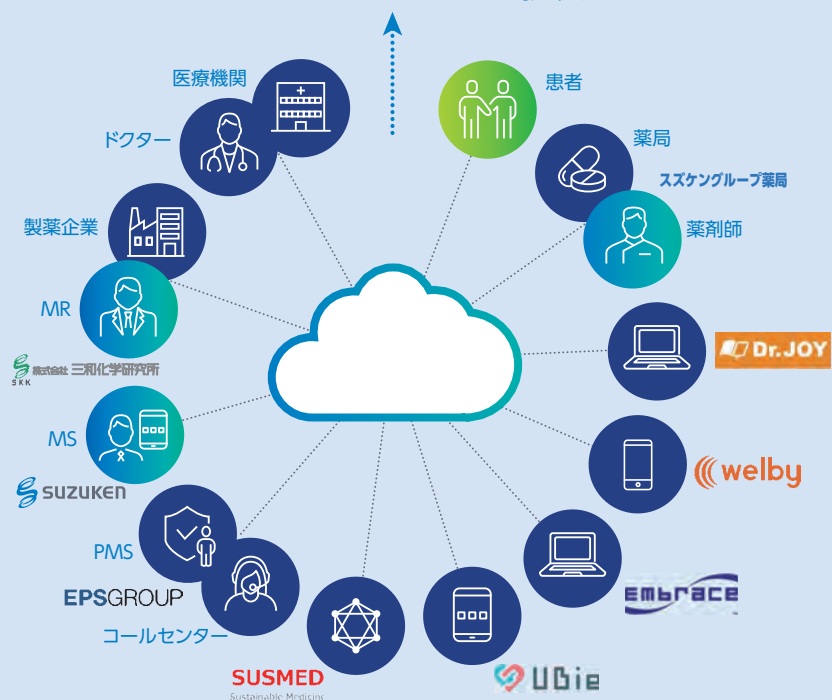 医療機関
患者
ドクター
薬局
スズケングループ薬局
製薬企業
薬剤師
MR
Dr.JOY
SKK 株式会社 三和化学研究所
MS
welby
SUZUKEN
PMS
EPSGROUP
EMBRACE
コールセンター
SUSMED
Sustainable Medicine
Ubie